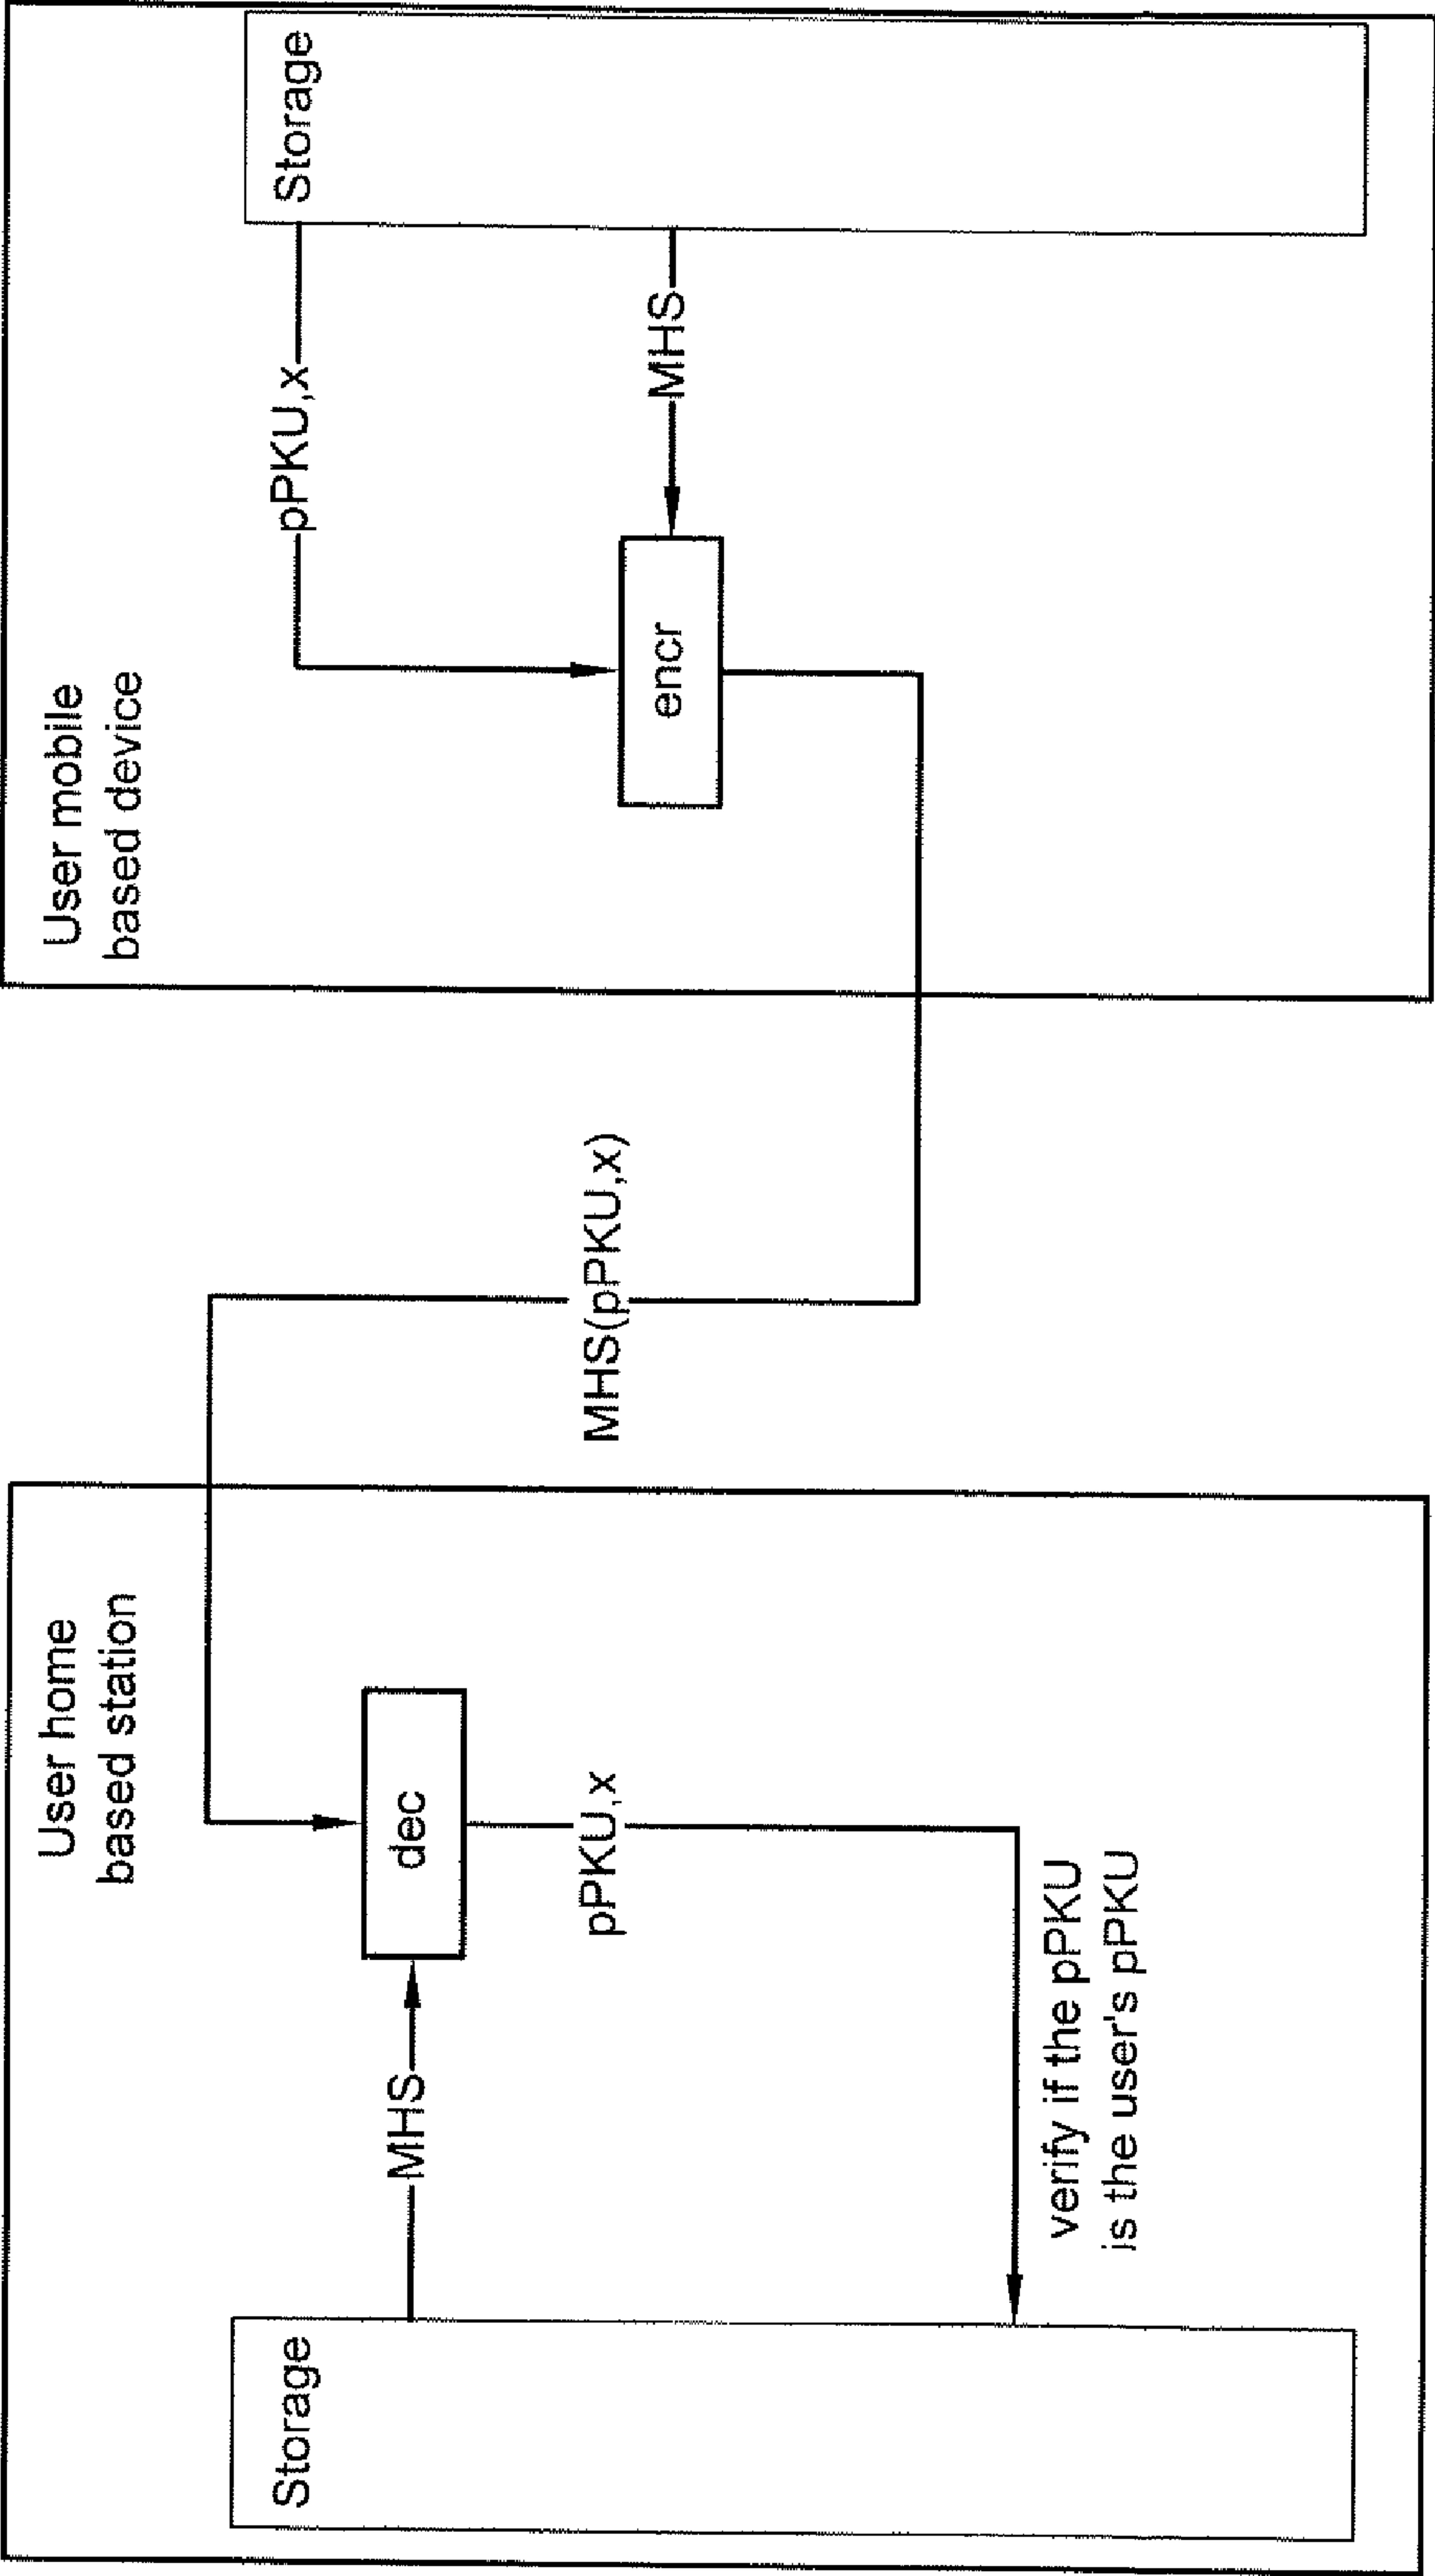 User home
based station
Storage
MHS
dec
pPKU,x
verify if the pPKU
is the user's pPKU
MHS(pPKU,x)
User mobile
based device
Storage
pPKU,x
MHS
encr